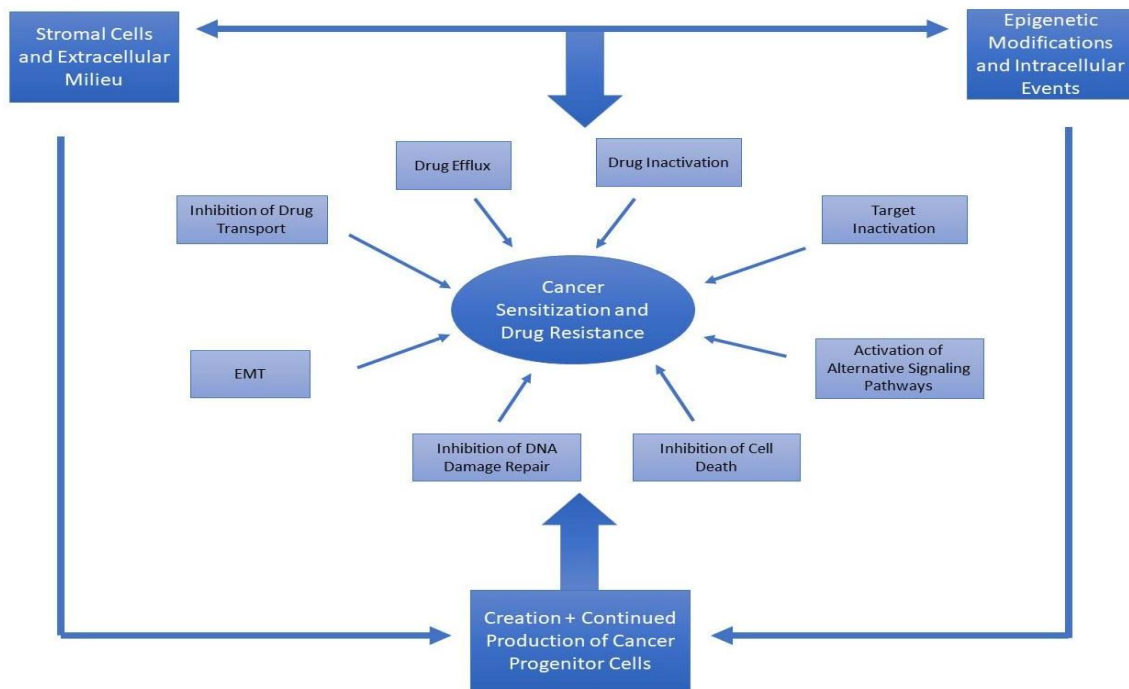 Stromal Cells
and Extracellular
Milieu
Epigenetic
Modifications
and Intracellular
Events
Drug Efflux
Drug Inactivation
Inhibition of Drug
Transport
Target
Inactivation
Cancer
Sensitization and
Drug Resistance
EMT
Activation of
Alternative Signaling
Pathways
Inhibition of DNA
Damage Repair
Inhibition of Cell
Death
Creation + Continued
Production of Cancer
Progenitor Cells